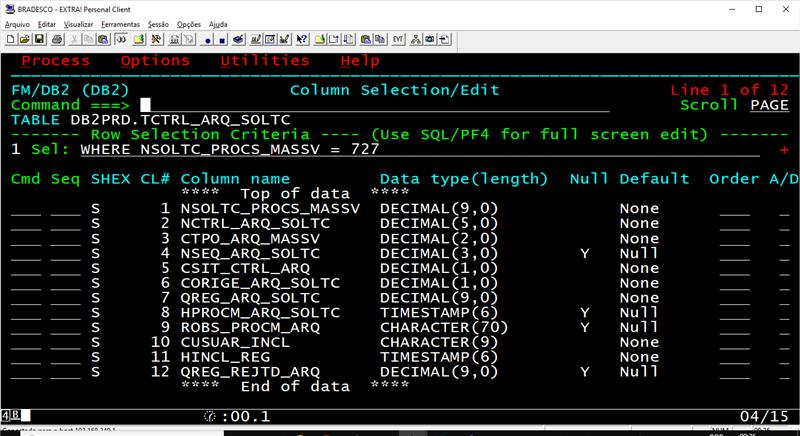 BRADESCO - EXTRA! Personal Client
Arquivo Editar Visualizar Ferramentas Sessão Opções Ajuda
EVT
Process Options Utilities Help
FM/DB2 (DB2) Column Selection/Edit Line 1 of 12
Command ===> Scroll PAGE
TABLE DB2PRD.TCTRL_ARQ_SOLTC
------- Row Selection Criteria ---- (Use SQL/PF4 for full screen edit) -------
1 Sel: WHERE NSOLTC_PROCS_MASSV = 727 +
Cmd Seq SHEX CL# Column name Data type(length) Null Default Order A/D
**** Top of data ****
S 1 NSOLTC_PROCS_MASSV DECIMAL(9,0) None
S 2 NCTRL_ARQ_SOLTC DECIMAL(5,0) None
S 3 CTPO_ARQ_MASSV DECIMAL(2,0) None
S 4 NSEQ_ARQ_SOLTC DECIMAL(3,0) Y Null
S 5 CSIT_CTRL_ARQ DECIMAL(1,0) None
S 6 CORIGE_ARQ_SOLTC DECIMAL(1,0) None
S 7 QREG_ARQ_SOLTC DECIMAL(9,0) None
S 8 HPROCM_ARQ_SOLTC TIMESTAMP(6) Y Null
S 9 ROBS_PROCM_ARQ CHARACTER(70) Y Null
S 10 CUSUAR_INCL CHARACTER(9) None
S 11 HINCL_REG TIMESTAMP(6) None
S 12 QREG_REJTD_ARQ DECIMAL(9,0) Y Null
**** End of data ****
4 B :00.1 04/15